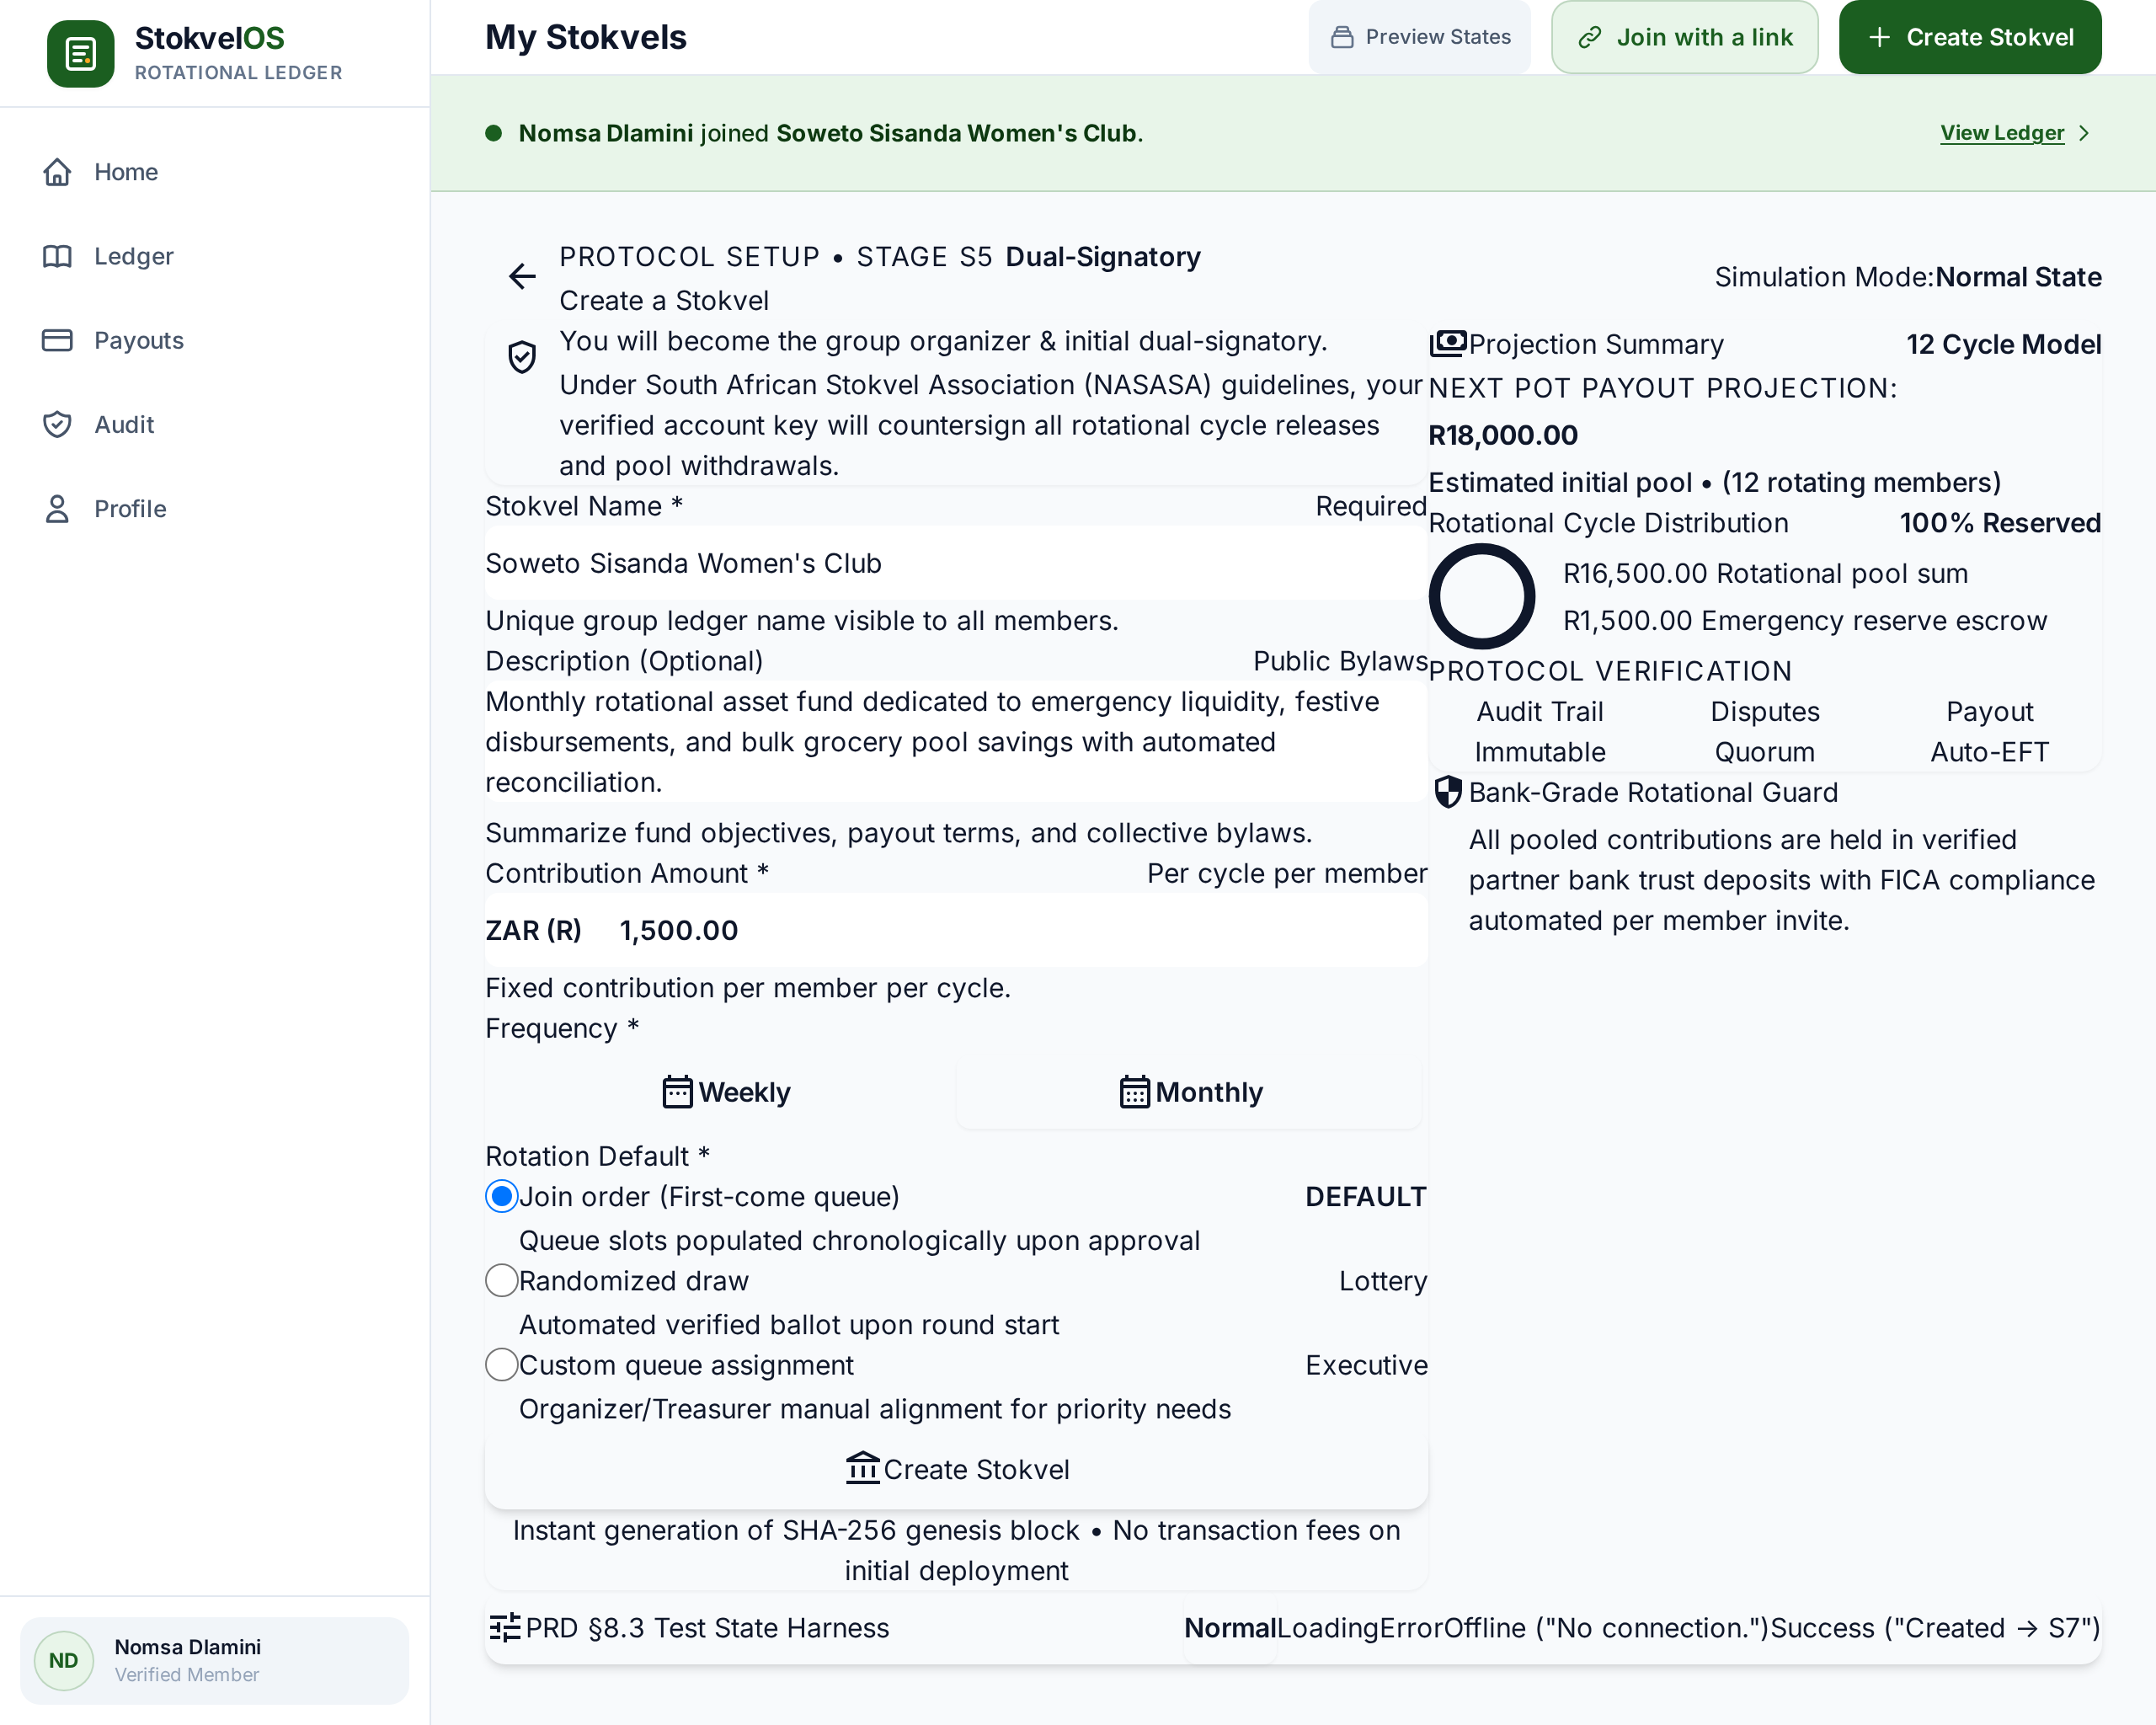 StokvelOS
ROTATIONAL LEDGER
Home
Ledger
Payouts
Audit
Profile
ND
Nomsa Dlamini
Verified Member
My Stokvels
Preview States
Join with a link
Create Stokvel
Nomsa Dlamini joined Soweto Sisanda Women's Club.
View Ledger
PROTOCOL SETUP • STAGE S5 Dual-Signatory
Create a Stokvel
Simulation Mode:Normal State
You will become the group organizer & initial dual-signatory.
Under South African Stokvel Association (NASASA) guidelines, your
verified account key will countersign all rotational cycle releases
and pool withdrawals.
Stokvel Name * Required
Soweto Sisanda Women's Club
Unique group ledger name visible to all members.
Description (Optional) Public Bylaws
Monthly rotational asset fund dedicated to emergency liquidity, festive
disbursements, and bulk grocery pool savings with automated
reconciliation.
Summarize fund objectives, payout terms, and collective bylaws.
Contribution Amount * Per cycle per member
ZAR (R) 1,500.00
Fixed contribution per member per cycle.
Frequency *
Weekly Monthly
Rotation Default *
Join order (First-come queue) DEFAULT
Queue slots populated chronologically upon approval
Randomized draw Lottery
Automated verified ballot upon round start
Custom queue assignment Executive
Organizer/Treasurer manual alignment for priority needs
Create Stokvel
Instant generation of SHA-256 genesis block • No transaction fees on
initial deployment
Projection Summary 12 Cycle Model
NEXT POT PAYOUT PROJECTION:
R18,000.00
Estimated initial pool • (12 rotating members)
Rotational Cycle Distribution 100% Reserved
R16,500.00 Rotational pool sum
R1,500.00 Emergency reserve escrow
PROTOCOL VERIFICATION
Audit Trail Disputes Payout
Immutable Quorum Auto-EFT
Bank-Grade Rotational Guard
All pooled contributions are held in verified
partner bank trust deposits with FICA compliance
automated per member invite.
PRD §8.3 Test State Harness
NormalLoadingErrorOffline ("No connection.")Success ("Created → S7")